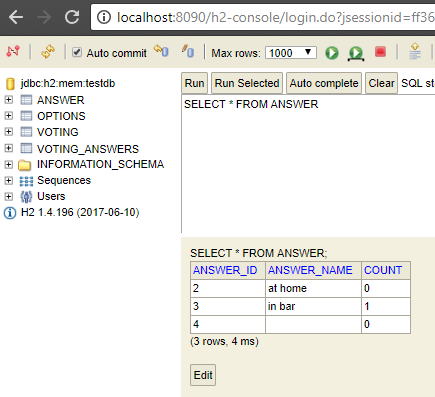 localhost:8090/h2-console/login.do?jsessionid=ff36
Auto commit Max rows: 1000
jdbc:h2:mem:testdb
ANSWER
OPTIONS
VOTING
VOTING_ANSWERS
INFORMATION_SCHEMA
Sequences
Users
H2 1.4.196 (2017-06-10)
Run Run Selected Auto complete Clear SQL st
SELECT * FROM ANSWER
SELECT * FROM ANSWER;
ANSWER_ID ANSWER_NAME COUNT
2 at home 0
3 in bar 1
4 0
(3 rows, 4 ms)
Edit